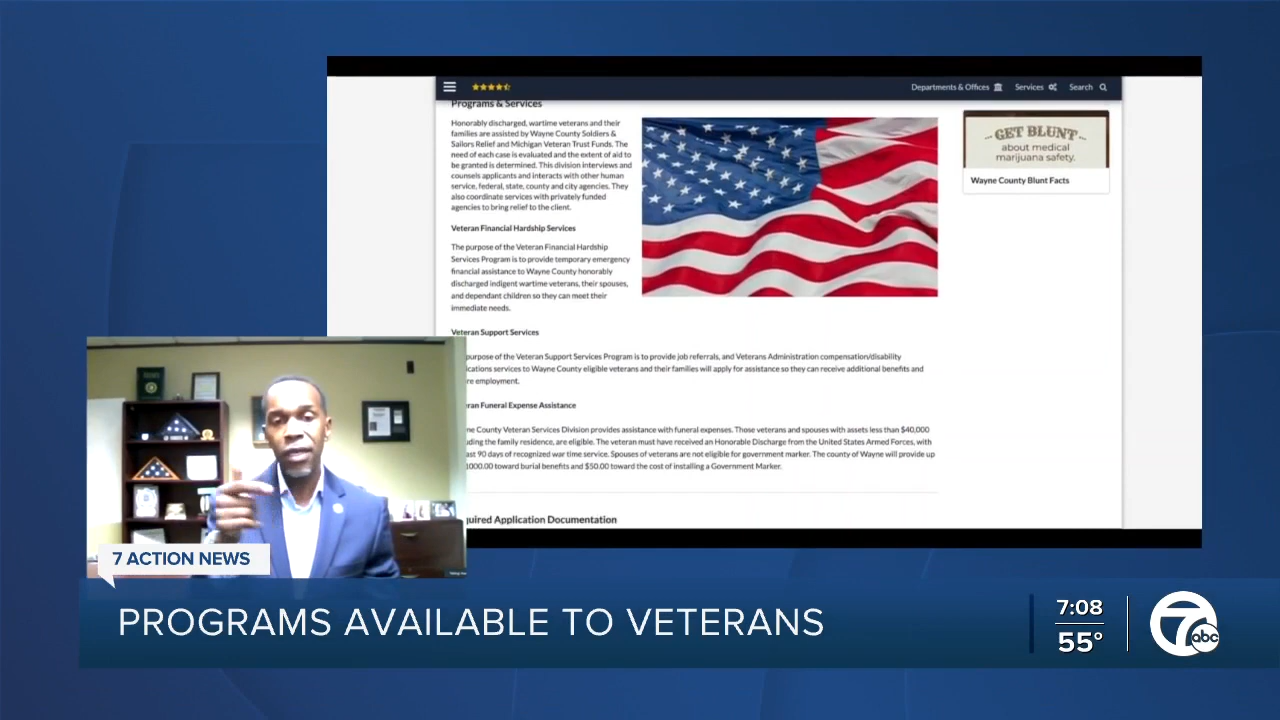 Departments & Offices
Services
Search
Programs & Services
Honorably discharged, wartime veterans and their
families are assisted by Wayne County Soldiers &
Sailors Relief and Michigan Veteran Trust Funds. The
need of each case is evaluated and the extent of aid to
be granted is determined. This division interviews and
counsels applicants and interacts with other human
service, federal, state, county and city agencies. They
also coordinate services with privately funded
agencies to bring relief to the client.
Veteran Financial Hardship Services
The purpose of the Veteran Financial Hardship
Services Program is to provide temporary emergency
financial assistance to Wayne County honorably
discharged indigent wartime veterans, their spouses,
and dependant children so they can meet their
immediate needs.
Veteran Support Services
purpose of the Veteran Support Services Program is to provide job referrals, and Veterans Administration compensation/disability
ications services to Wayne County eligible veterans and their families will apply for assistance so they can receive additional benefits and
re employment.
ran Funeral Expense Assistance
ne County Veteran Services Division provides assistance with funeral expenses. Those veterans and spouses with assets less than $40,000
uding the family residence, are eligible. The veteran must have received an Honorable Discharge from the United States Armed Forces, with
ast 90 days of recognized war time service. Spouses of veterans are not eligible for government marker. The county of Wayne will provide up
1000.00 toward burial benefits and $50.00 toward the cost of installing a Government Marker.
quired Application Documentation
GET BLUNT
about medical
marijuana safety.
Wayne County Blunt Facts
7 ACTION NEWS
PROGRAMS AVAILABLE TO VETERANS
7:08
55°
7 abc